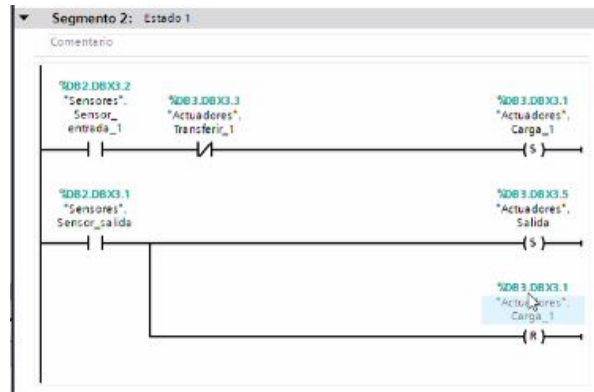 Segmento 2: Estado 1
Comentario
%DB2.DBX3.2
"Sensores".
Sensor_
entrada_1
%DB3.DBX3.3
"Actuadores".
Transferir_1
%DB3.DBX3.1
"Actuadores".
Carga_1
S
%DB2.DBX3.1
"Sensores".
Sensor_salida
%DB3.DBX3.5
"Actuadores".
Salida
S
%DB3.DBX3.1
"Actuadores".
Carga_1
R